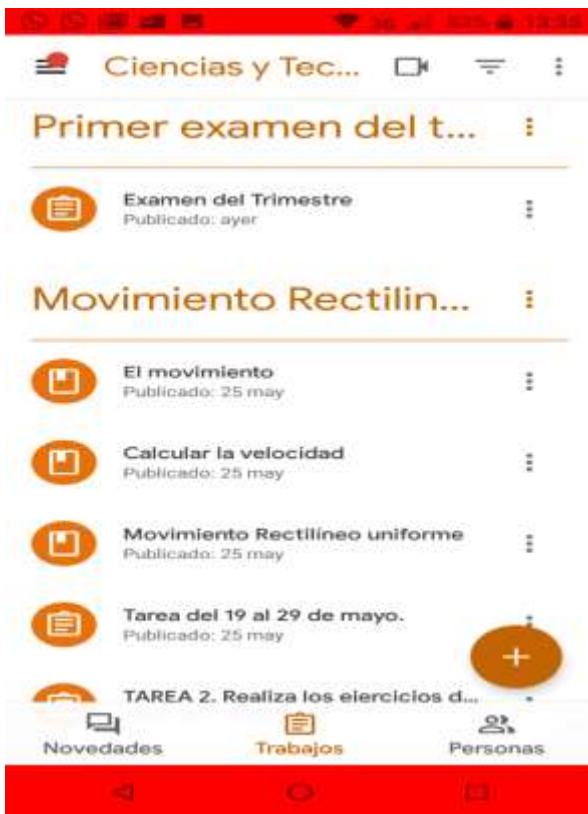 Ciencias y Tec...
Primer examen del t...
Examen del Trimestre
Publicado: ayer
Movimiento Rectilin...
El movimiento
Publicado: 25 may
Calcular la velocidad
Publicado: 25 may
Movimiento Rectilíneo uniforme
Publicado: 25 may
Tarea del 19 al 29 de mayo.
Publicado: 25 may
TAREA 2. Realiza los ejercicios d...
Novedades Trabajos Personas